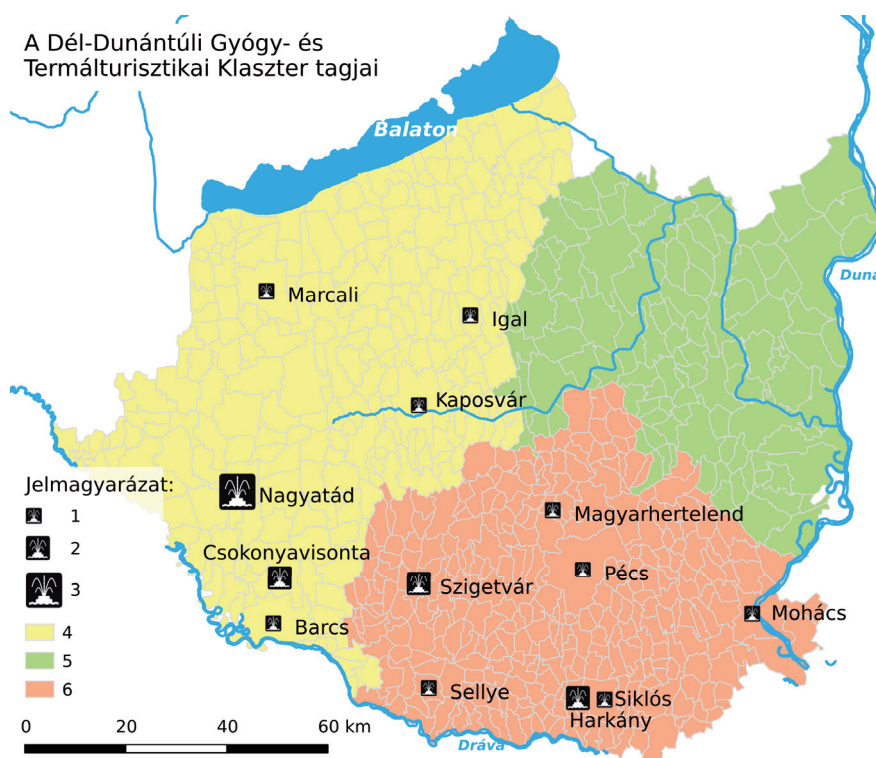 A Dél-Dunántúli Gyógy- és
Termálturisztikai Klaszter tagjai
Balaton
Duna
Marcali
Igal
Kaposvár
Jelmagyarázat:
1
2
3
4
5
6
Nagyatád
Magyarhertelend
Csokonyavisonta
Szigetvár
Pécs
Barcs
Mohács
Sellye
Siklós
Harkány
0 20 40 60 km
Dráva